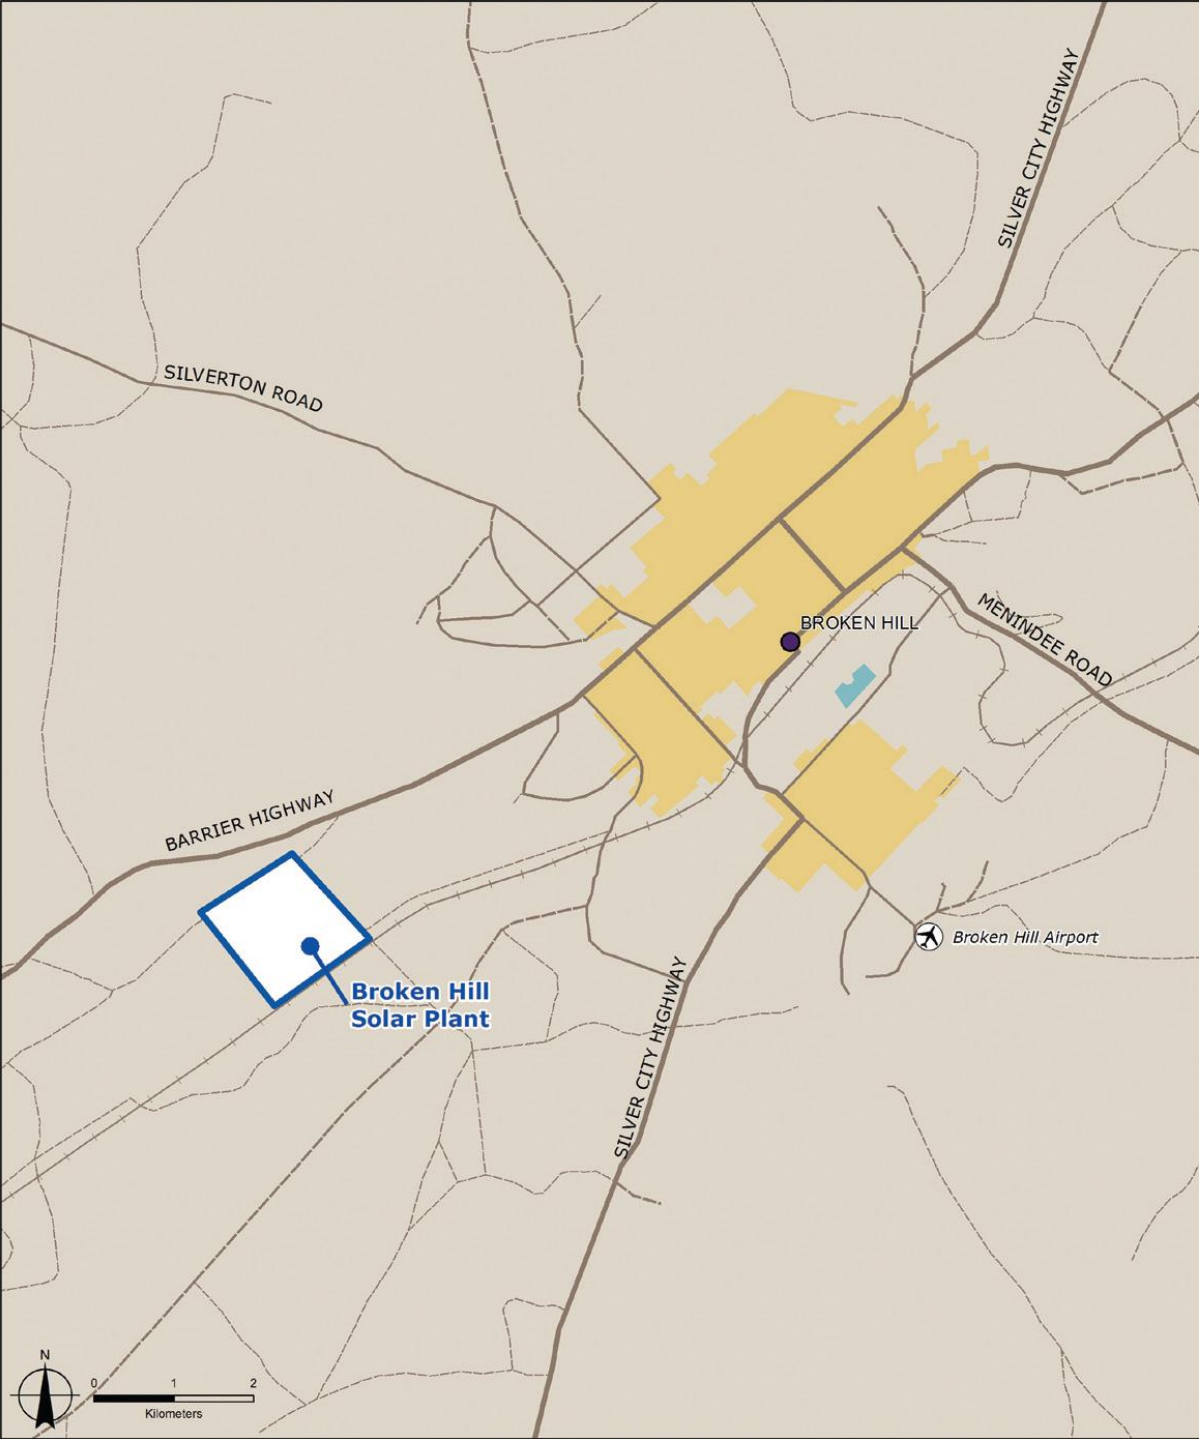 SILVER CITY HIGHWAY
SILVERTON ROAD
MENINDEE ROAD
BROKEN HILL
BARRIER HIGHWAY
Broken Hill Airport
Broken Hill
Solar Plant
SILVER CITY HIGHWAY
N
0 1 2
Kilometers